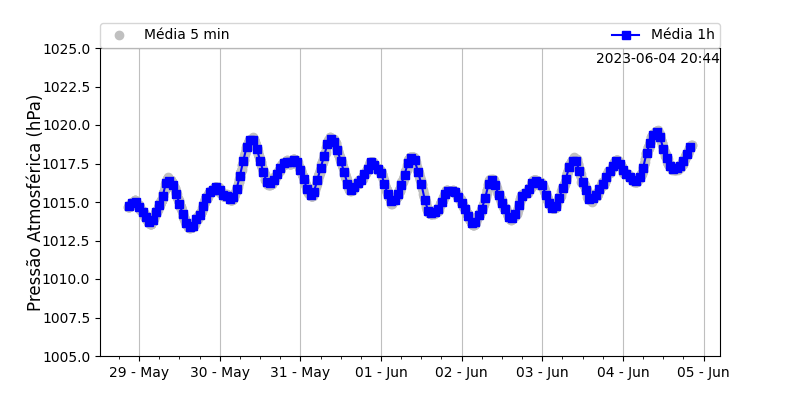 Média 5 min
Média 1h
2023-06-04 20:44
Pressão Atmosférica (hPa)
1025.0
1022.5
1020.0
1017.5
1015.0
1012.5
1010.0
1007.5
1005.0
29 - May
30 - May
31 - May
01 - Jun
02 - Jun
03 - Jun
04 - Jun
05 - Jun